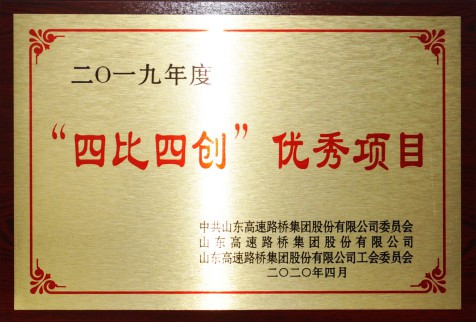 二〇一九年度
“四比四创”优秀项目
中共山东高速路桥集团股份有限公司委员会
山东高速路桥集团股份有限公司
山东高速路桥集团股份有限公司工会委员会
二〇二〇年四月